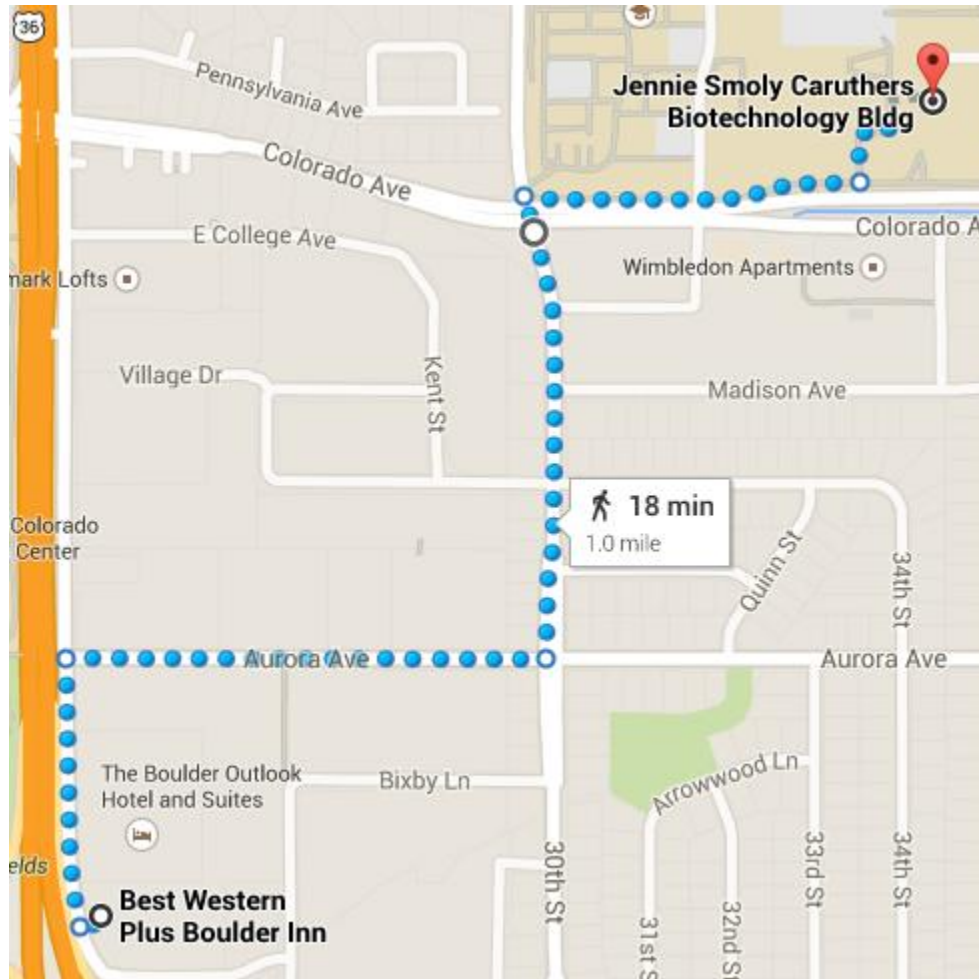 36
Pennsylvania Ave
Jennie Smoly Caruthers
Biotechnology Bldg
Colorado Ave
Colorado A
E College Ave
mark Lofts
Wimbledon Apartments
Village Dr
Kent St
Madison Ave
18 min
1.0 mile
Colorado
Center
Quinn St
34th St
Aurora Ave
Aurora Ave
The Boulder Outlook
Hotel and Suites
Bixby Ln
Arrowwood Ln
elds
30th St
33rd St
34th St
Best Western
Plus Boulder Inn
31st S
32nd St